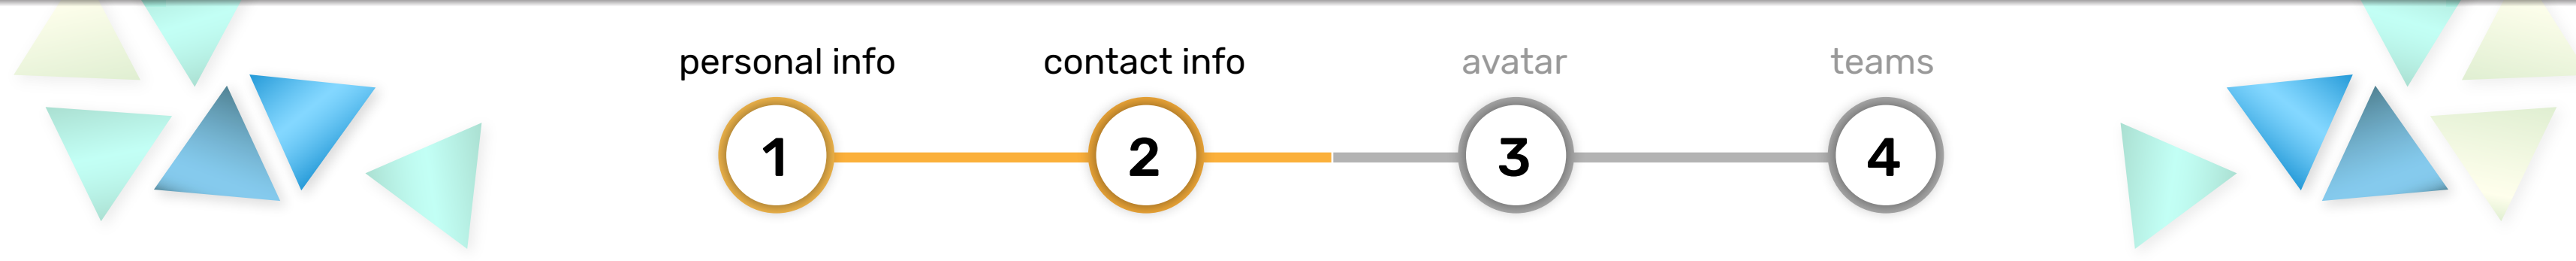 personal info contact info avatar teams
1 2 3 4